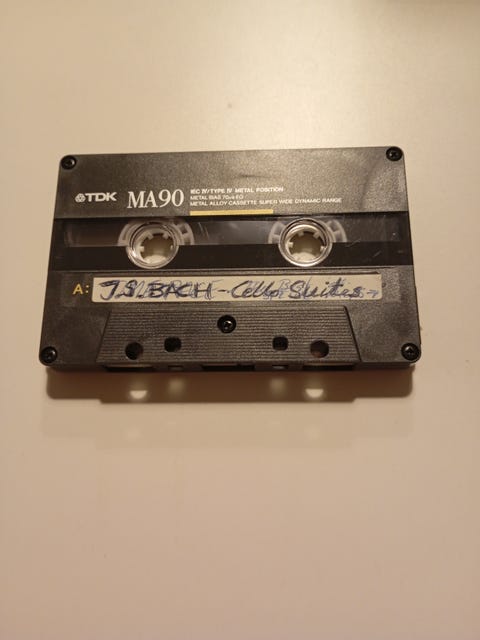 TDK MA90
IEC IV/TYPE IV METAL POSITION
METAL BIAS 70µs EQ
METAL ALLOY CASSETTE SUPER WIDE DYNAMIC RANGE
A: J.S. BACH - Cello Suites